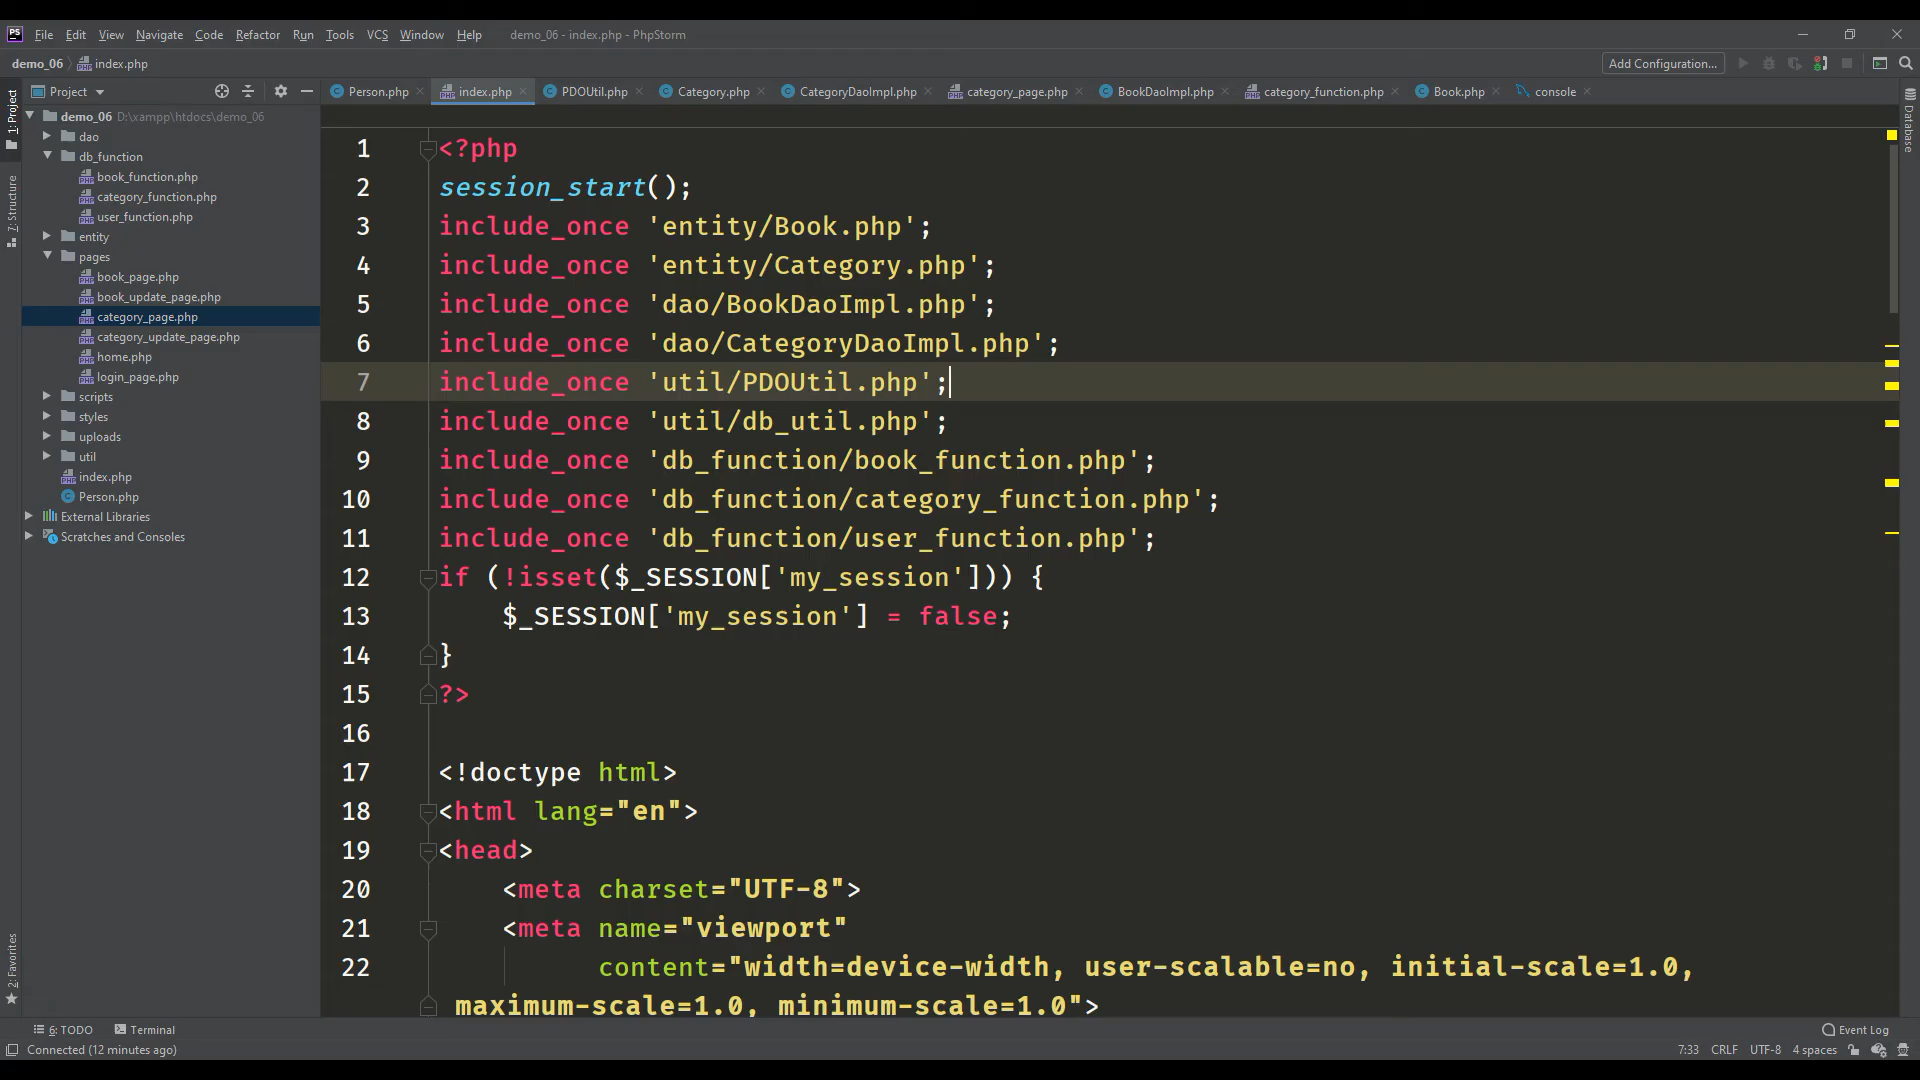 PS File Edit View Navigate Code Refactor Run Tools VCS Window Help demo_06 - index.php - PhpStorm
demo_06 index.php Add Configuration...
Project Person.php index.php PDOUtil.php Category.php CategoryDaoImpl.php category_page.php BookDaoImpl.php category_function.php Book.php console
1: Project
7: Structure
2: Favorites
Database
demo_06 D:\xampp\htdocs\demo_06
dao
db_function
book_function.php
category_function.php
user_function.php
entity
pages
book_page.php
book_update_page.php
category_page.php
category_update_page.php
home.php
login_page.php
scripts
styles
uploads
util
index.php
Person.php
External Libraries
Scratches and Consoles
1 <?php
2 session_start();
3 include_once 'entity/Book.php';
4 include_once 'entity/Category.php';
5 include_once 'dao/BookDaoImpl.php';
6 include_once 'dao/CategoryDaoImpl.php';
7 include_once 'util/PDOUtil.php';
8 include_once 'util/db_util.php';
9 include_once 'db_function/book_function.php';
10 include_once 'db_function/category_function.php';
11 include_once 'db_function/user_function.php';
12 if (!isset($_SESSION['my_session'])) {
13 $_SESSION['my_session'] = false;
14 }
15 ?>
16
17 <!doctype html>
18 <html lang="en">
19 <head>
20 <meta charset="UTF-8">
21 <meta name="viewport"
22 content="width=device-width, user-scalable=no, initial-scale=1.0,
maximum-scale=1.0, minimum-scale=1.0">
6: TODO Terminal Event Log
Connected (12 minutes ago) 7:33 CRLF UTF-8 4 spaces